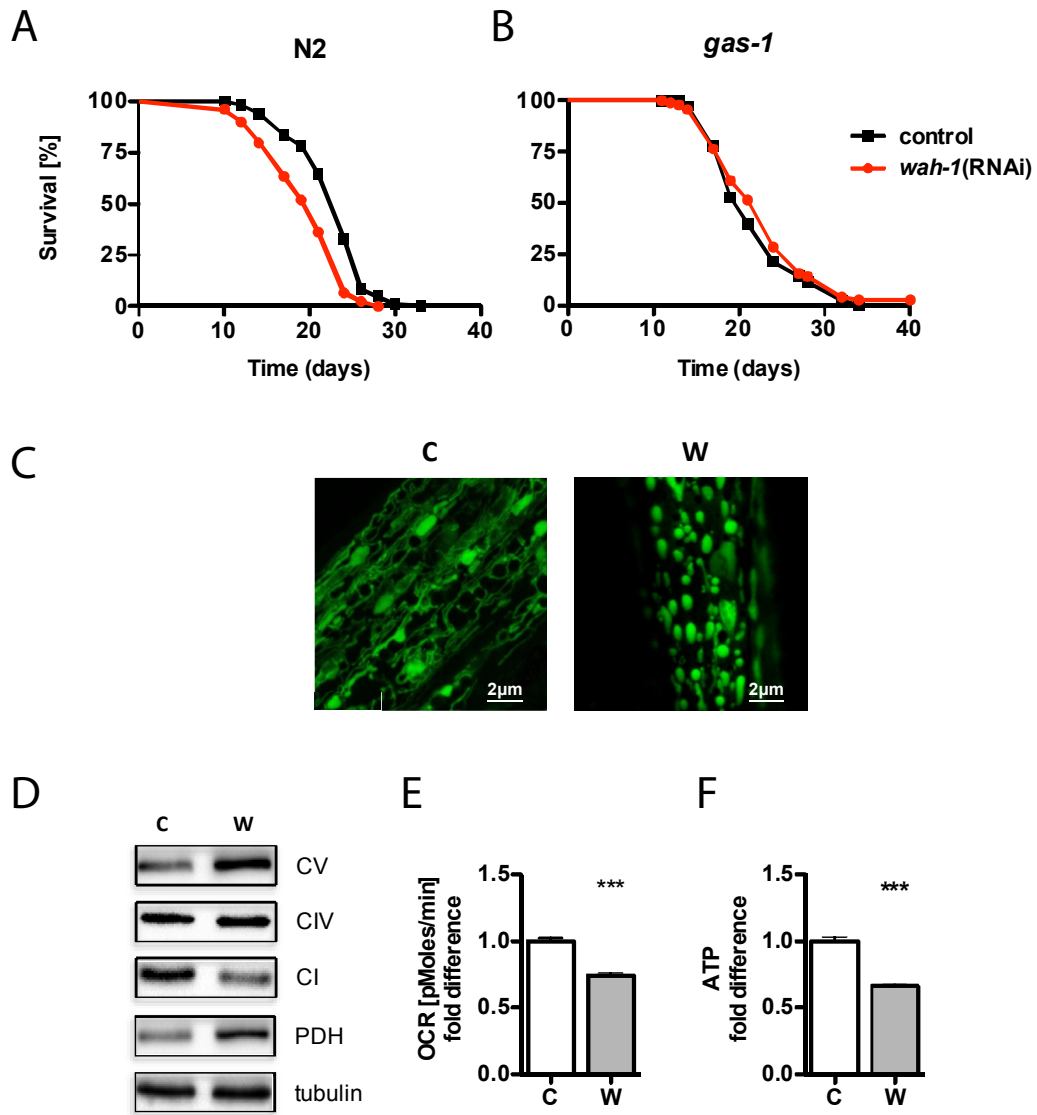 A
N2
Survival [%]
100
75
50
25
0
0 10 20 30 40
Time (days)
B
gas-1
100
75
50
25
0
0 10 20 30 40
Time (days)
control
wah-1(RNAi)
C
C
W
2µm
2µm
D
C W
CV
CIV
CI
PDH
tubulin
E
OCR [pMoles/min]
fold difference
1.5
1.0
0.5
0.0
***
C W
F
ATP
fold difference
1.5
1.0
0.5
0.0
***
C W